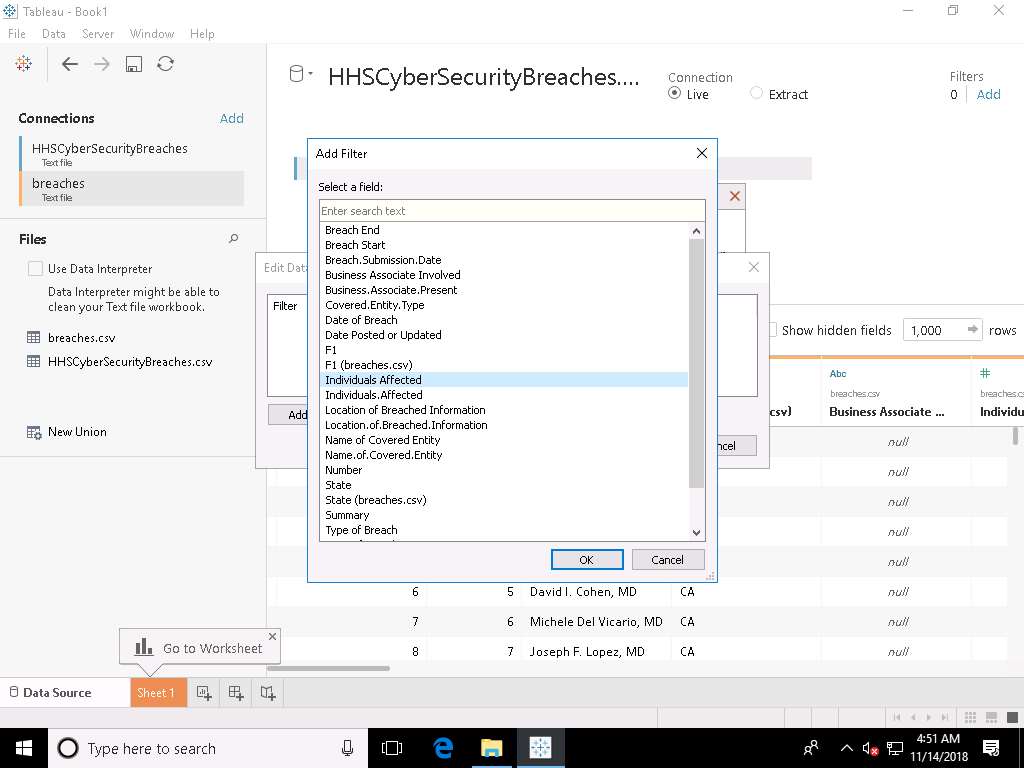 Tableau - Book1
File Data Server Window Help
HHSCyberSecurityBreaches....
Connection
Live Extract
Filters
0 Add
Connections Add
HHSCyberSecurityBreaches
Text file
breaches
Text file
Files
Use Data Interpreter
Data Interpreter might be able to
clean your Text file workbook.
breaches.csv
HHSCyberSecurityBreaches.csv
New Union
Add Filter
Select a field:
Enter search text
Breach End
Breach Start
Breach.Submission.Date
Business Associate Involved
Business.Associate.Present
Covered.Entity.Type
Date of Breach
Date Posted or Updated
F1
F1 (breaches.csv)
Individuals Affected
Individuals.Affected
Location of Breached Information
Location.of.Breached.Information
Name of Covered Entity
Name.of.Covered.Entity
Number
State
State (breaches.csv)
Summary
Type of Breach
OK Cancel
Edit Dat
Filter
Add
ncel
Show hidden fields 1,000 rows
Abc
breaches.csv breaches.cs
csv) Business Associate ... Individu
null
null
null
null
null
6 5 David I. Cohen, MD CA null
7 6 Michele Del Vicario, MD CA null
8 7 Joseph F. Lopez, MD CA null
Go to Worksheet
Data Source Sheet 1
Type here to search
4:51 AM
11/14/2018